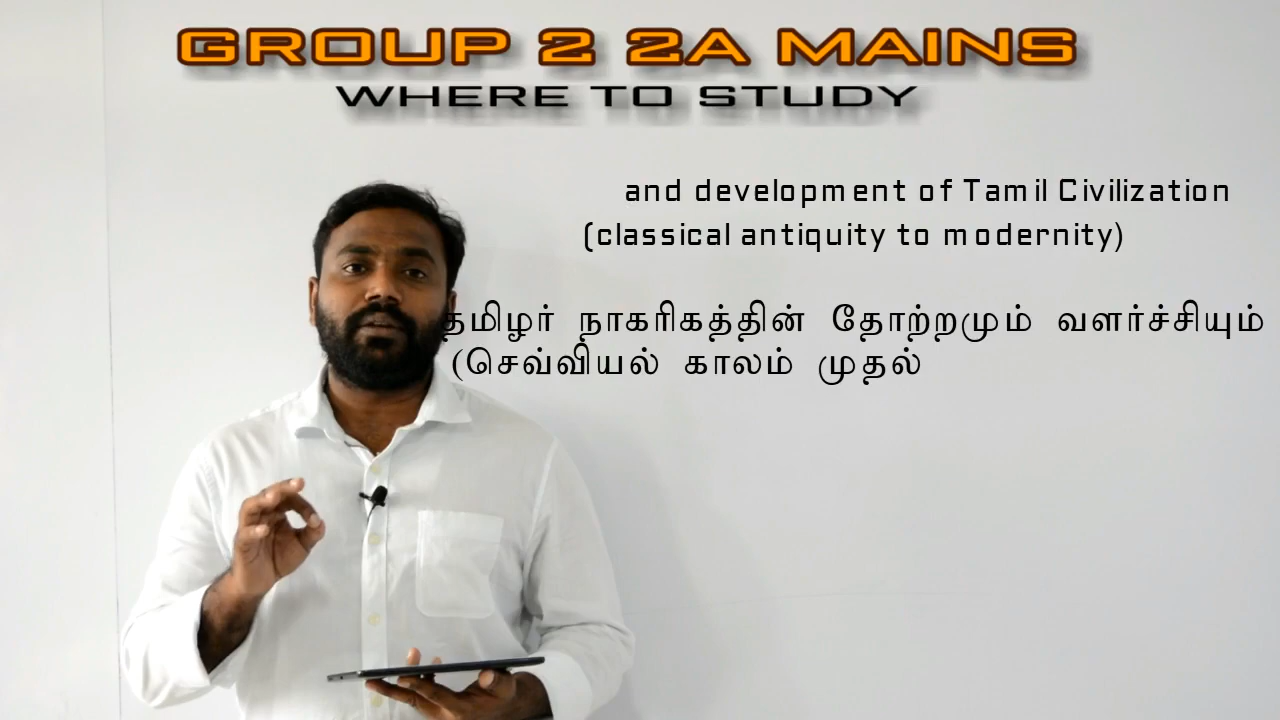 GROUP 2 2A MAINS
WHERE TO STUDY
and development of Tamil Civilization
(classical antiquity to modernity)
தமிழர் நாகரிகத்தின் தோற்றமும் வளர்ச்சியும்
(செவ்வியல் காலம் முதல்